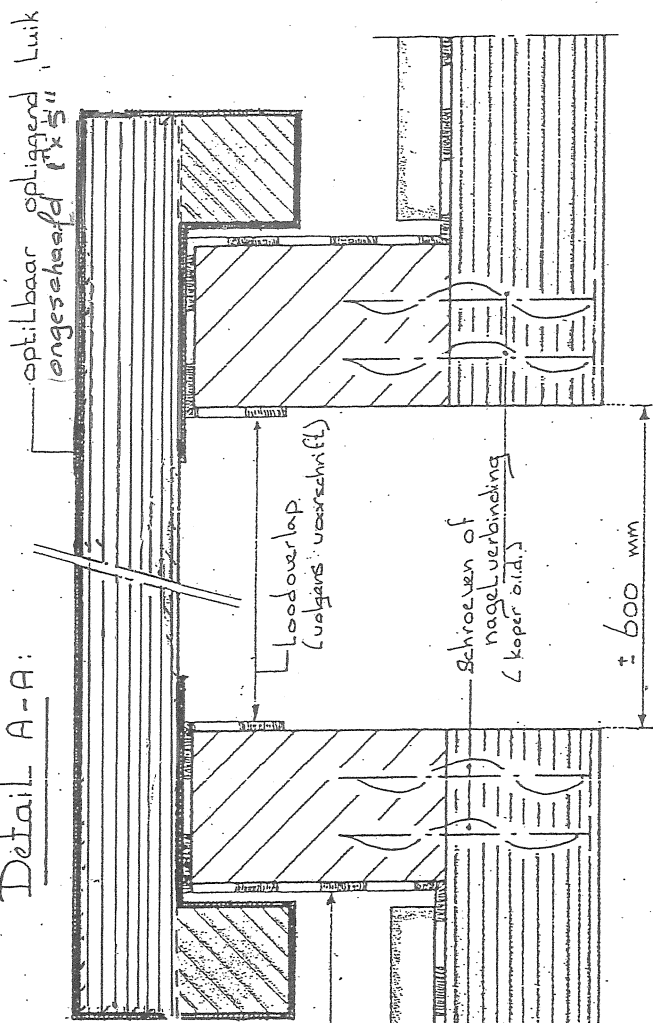 Detail A-A:
optilbaar opliggend, Luik
(ongeschaafd 1"x5"
Loodoverlap
(volgens voorschrift)
Schroeven of
nagelverbinding
(koper o.i.d.)
± 600 mm